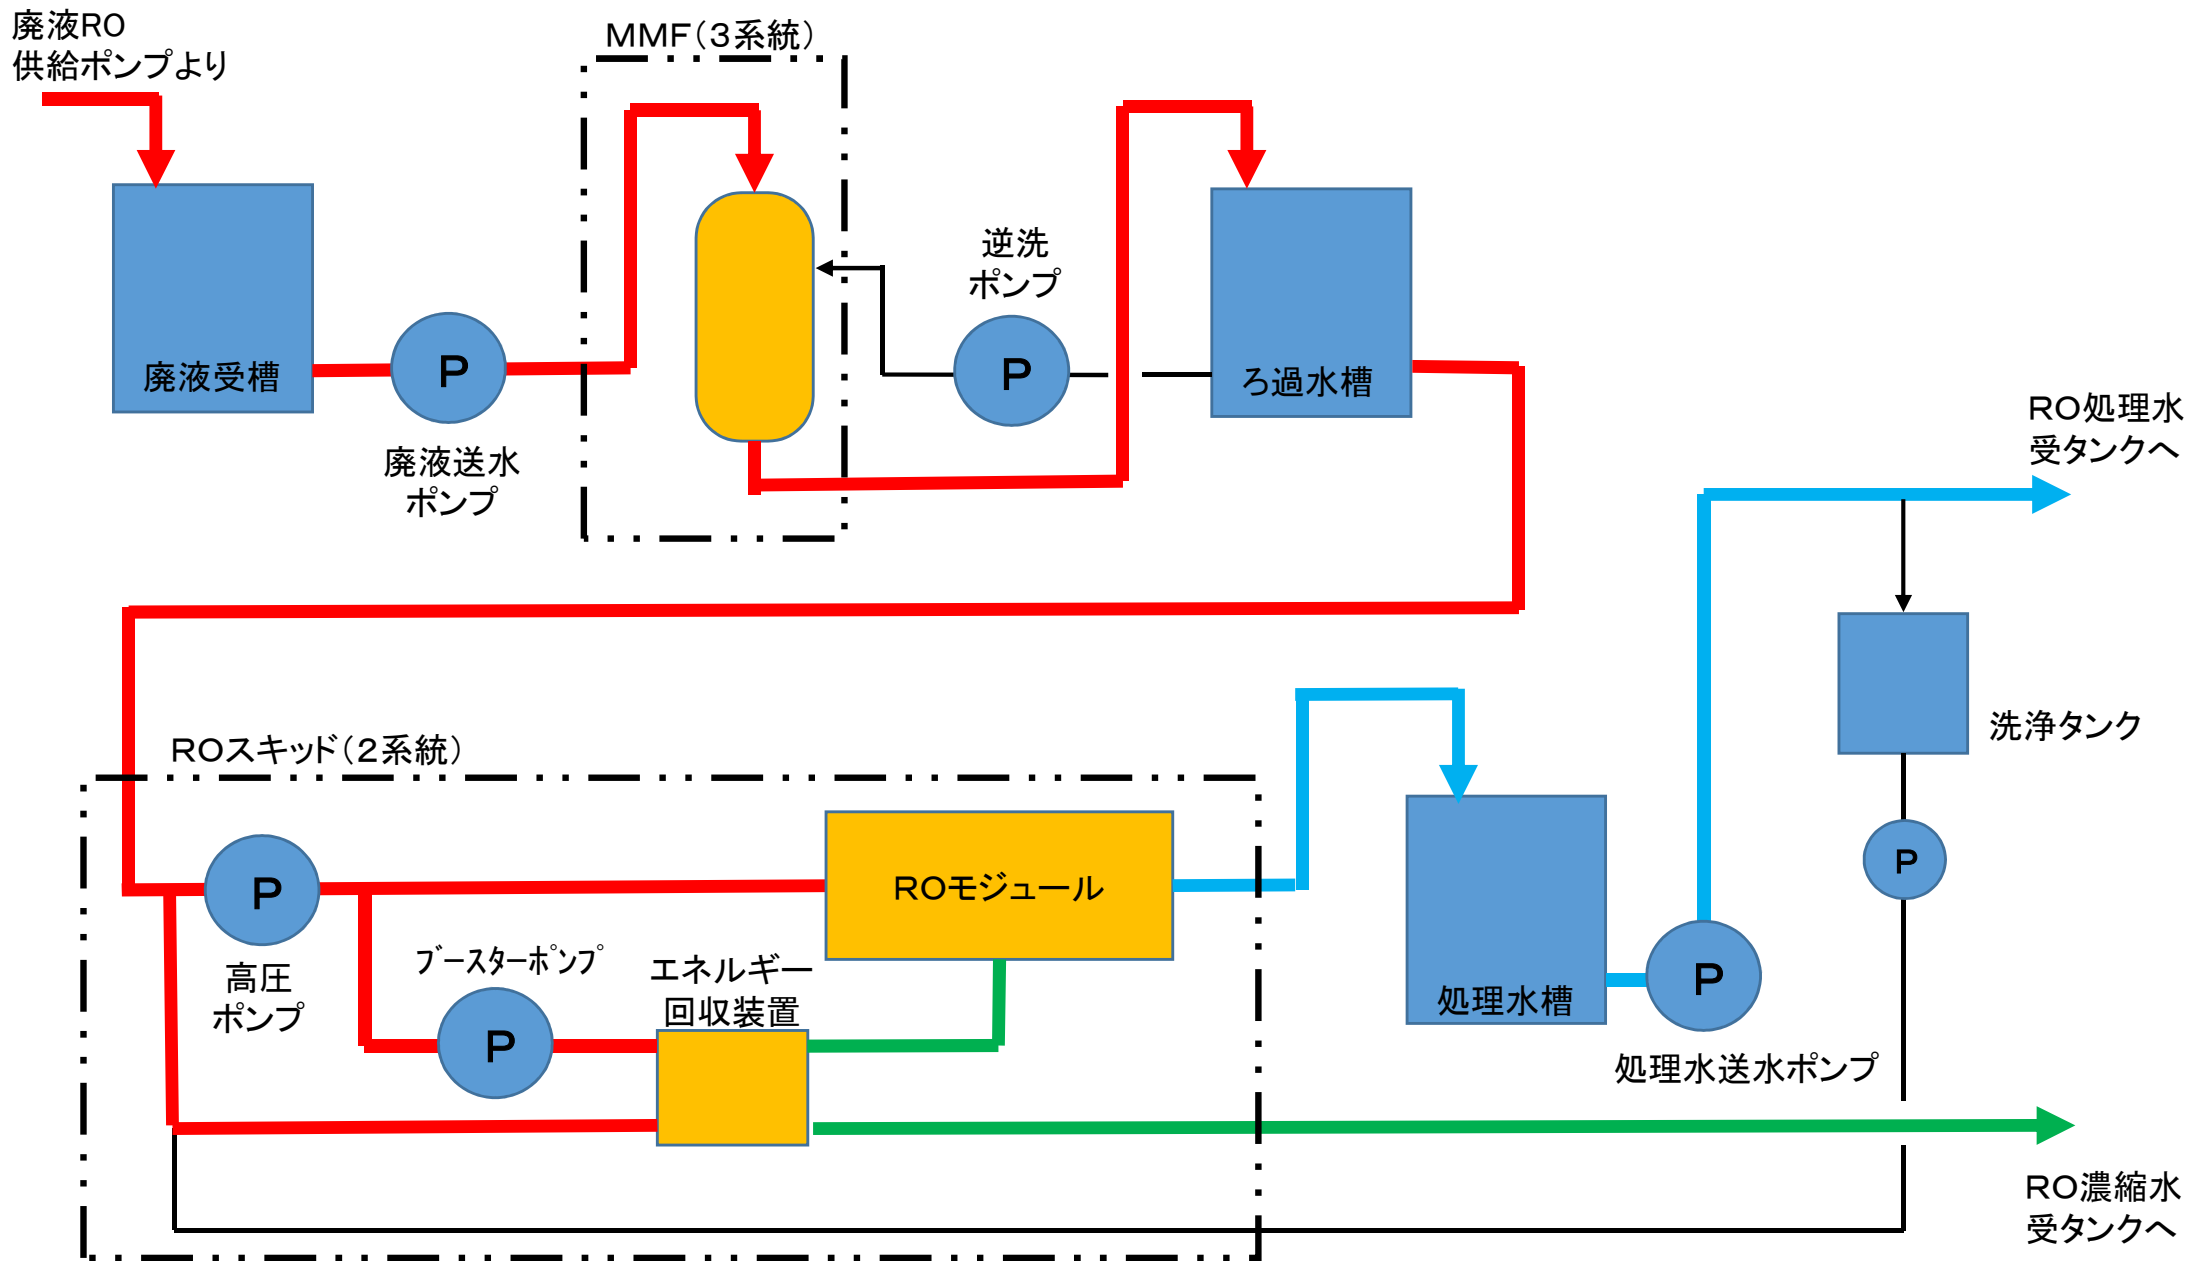 廃液RO
供給ポンプより
MMF(3系統)
逆洗
ポンプ
P
P
廃液受槽
ろ過水槽
廃液送水
ポンプ
RO処理水
受タンクへ
ROスキッド(2系統)
洗浄タンク
P
P
ROモジュール
高圧
ポンプ
ブースターポンプ
エネルギー
回収装置
P
処理水槽
P
処理水送水ポンプ
RO濃縮水
受タンクへ